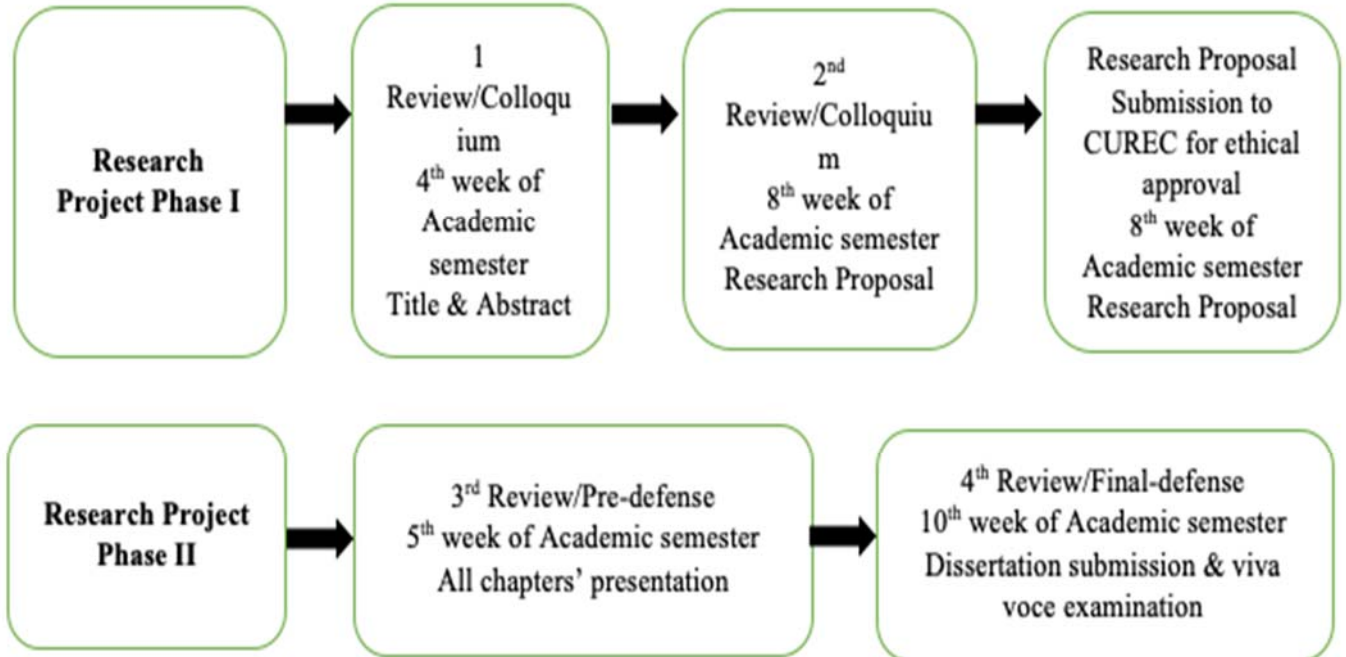 Research
Project Phase I
1
Review/Colloqu
ium
4th week of
Academic
semester
Title & Abstract
2nd
Review/Colloquiu
m
8th week of
Academic semester
Research Proposal
Research Proposal
Submission to
CUREC for ethical
approval
8th week of
Academic semester
Research Proposal
Research Project
Phase II
3rd Review/Pre-defense
5th week of Academic semester
All chapters’ presentation
4th Review/Final-defense
10th week of Academic semester
Dissertation submission & viva
voce examination